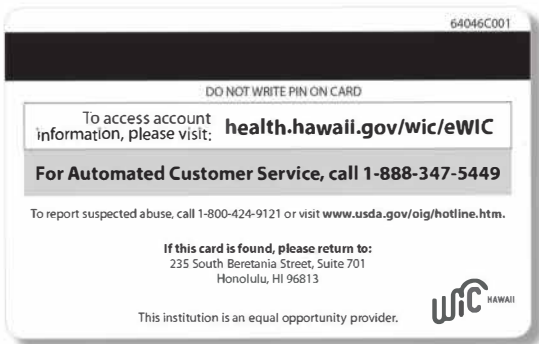 64046C001
DO NOT WRITE PIN ON CARD
To access account
information, please visit: health.hawaii.gov/wic/eWIC
For Automated Customer Service, call 1-888-347-5449
To report suspected abuse, call 1-800-424-9121 or visit www.usda.gov/oig/hotline.htm.
If this card is found, please return to:
235 South Beretania Street, Suite 701
Honolulu, HI 96813
WIC HAWAII
This institution is an equal opportunity provider.